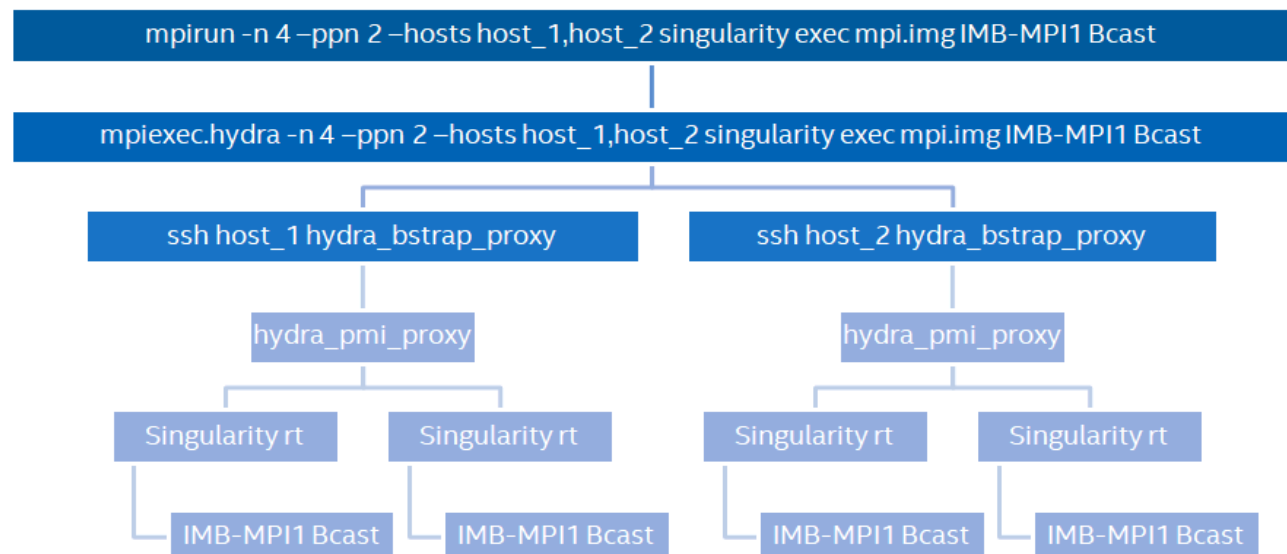 mpirun -n 4 –ppn 2 –hosts host_1,host_2 singularity exec mpi.img IMB-MPI1 Bcast
mpiexec.hydra -n 4 –ppn 2 –hosts host_1,host_2 singularity exec mpi.img IMB-MPI1 Bcast
ssh host_1 hydra_bstrap_proxy
ssh host_2 hydra_bstrap_proxy
hydra_pmi_proxy
hydra_pmi_proxy
Singularity rt
Singularity rt
Singularity rt
Singularity rt
IMB-MPI1 Bcast
IMB-MPI1 Bcast
IMB-MPI1 Bcast
IMB-MPI1 Bcast